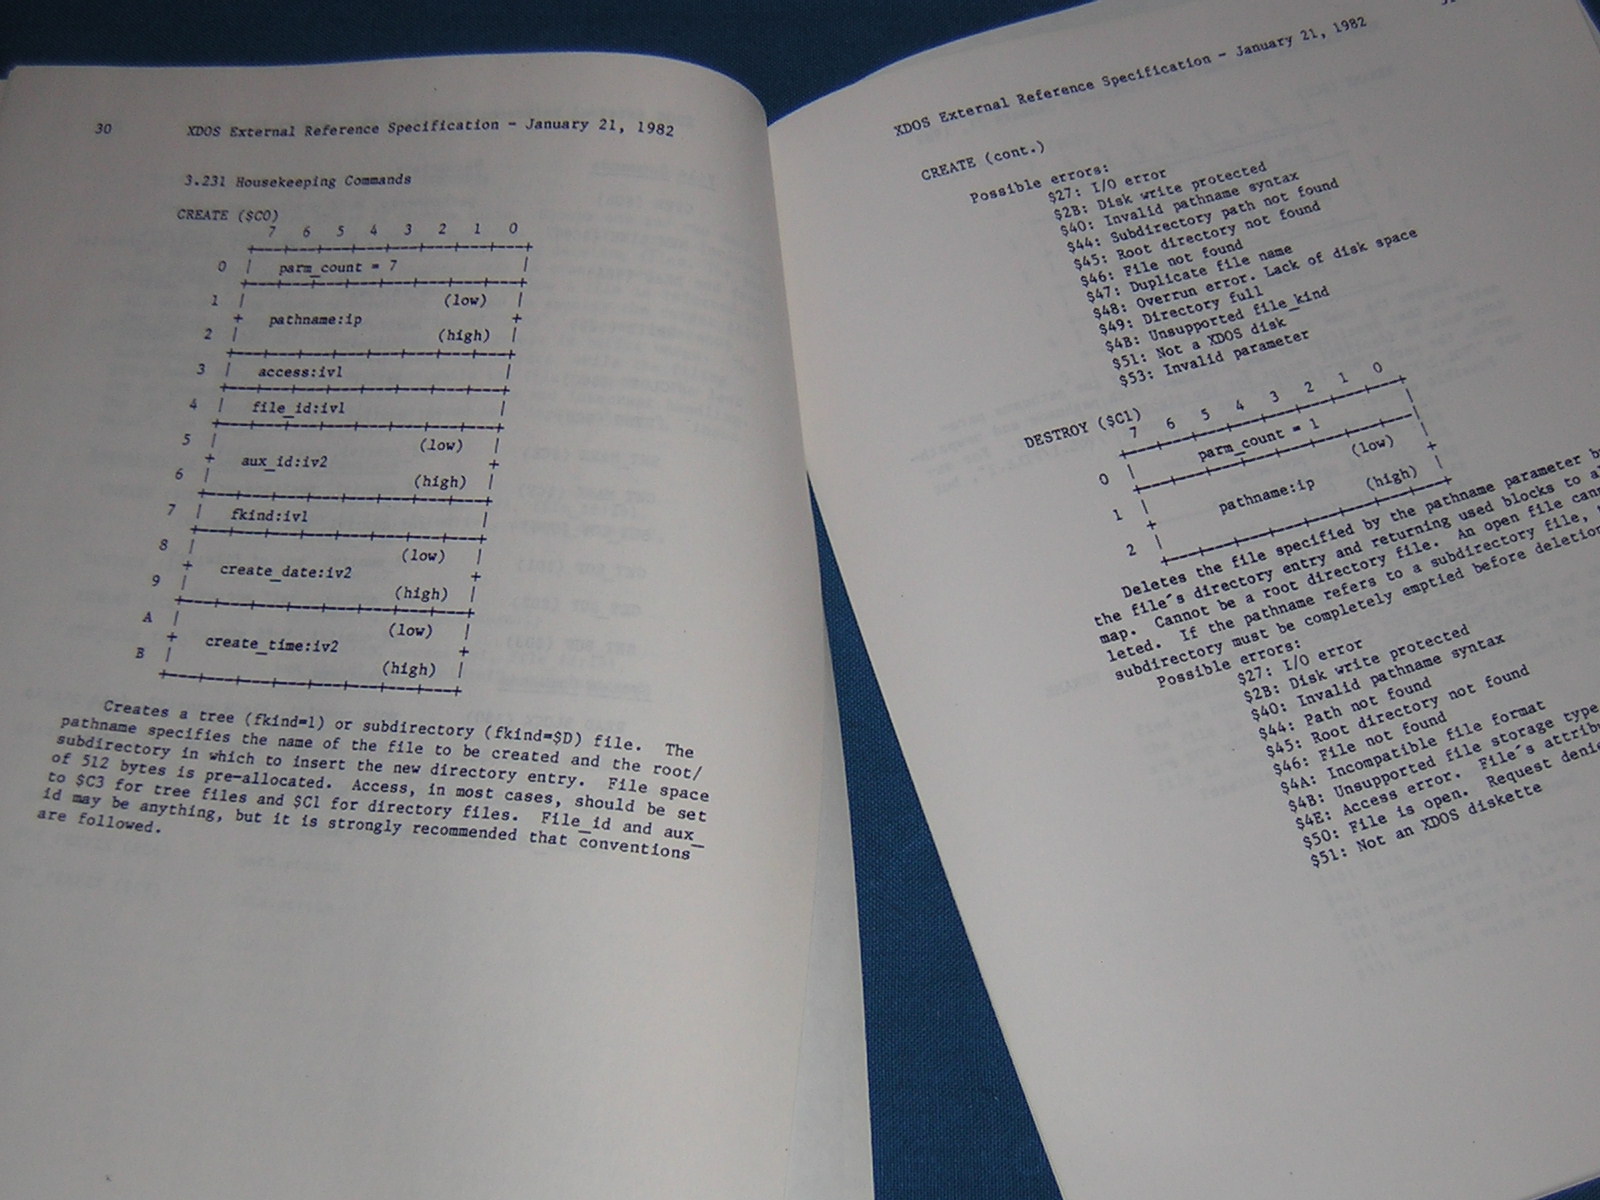 30 XDOS External Reference Specification - January 21, 1982
3.231 Housekeeping Commands
CREATE ($C0)
7 6 5 4 3 2 1 0
0 parm_count = 7
1 (low)
pathname:ip
2 (high)
3 access:iv1
4 file_id:iv1
5 (low)
aux_id:iv2
6 (high)
7 fkind:iv1
8 (low)
create_date:iv2
9 (high)
A (low)
create_time:iv2
B (high)
Creates a tree (fkind=1) or subdirectory (fkind=$D) file. The
pathname specifies the name of the file to be created and the root/
subdirectory in which to insert the new directory entry. File space
of 512 bytes is pre-allocated. Access, in most cases, should be set
to $C3 for tree files and $C1 for directory files. File_id and aux_
id may be anything, but it is strongly recommended that conventions
are followed.
XDOS External Reference Specification - January 21, 1982
CREATE (cont.)
Possible errors:
$27: I/O error
$2B: Disk write protected
$40: Invalid pathname syntax
$44: Subdirectory path not found
$45: Root directory not found
$46: File not found
$47: Duplicate file name
$48: Overrun error. Lack of disk space
$49: Directory full
$4B: Unsupported file_kind
$51: Not a XDOS disk
$53: Invalid parameter
DESTROY ($C1)
7 6 5 4 3 2 1 0
0 parm_count = 1
1 (low)
pathname:ip
2 (high)
Deletes the file specified by the pathname parameter
the file's directory entry and returning used blocks to
map. Cannot be a root directory file. An open file
leted. If the pathname refers to a subdirectory file,
subdirectory must be completely emptied before
Possible errors:
$27: I/O error
$2B: Disk write protected
$40: Invalid pathname syntax
$44: Path not found
$45: Root directory not found
$46: File not found
$4A: Incompatible file format
$4B: Unsupported file storage type
$4E: Access error. File's
$50: File is open. Request
$51: Not an XDOS diskette